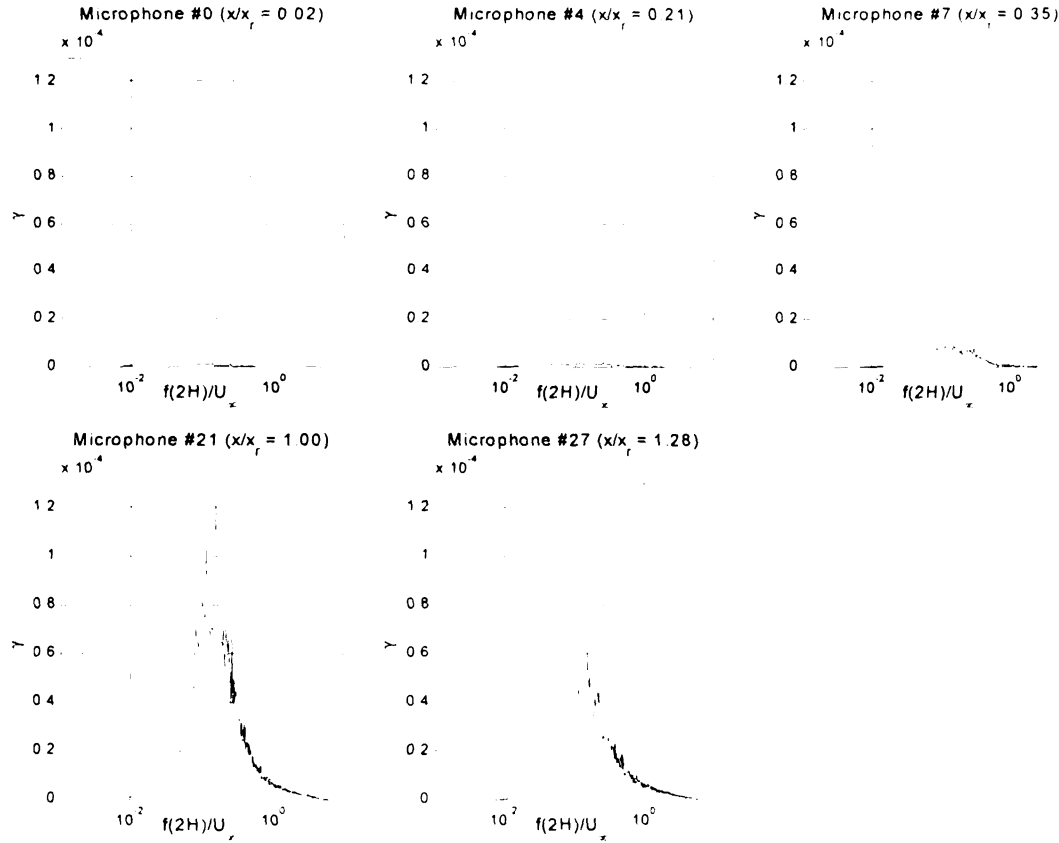 Microphone #0 (x/x_r = 0.02)
x 10^-4
1.2
1
0.8
0.6
0.4
0.2
0
γ
10^-2 10^0
f(2H)/U_∞
Microphone #4 (x/x_r = 0.21)
x 10^-4
1.2
1
0.8
0.6
0.4
0.2
0
γ
10^-2 10^0
f(2H)/U_∞
Microphone #7 (x/x_r = 0.35)
x 10^-4
1.2
1
0.8
0.6
0.4
0.2
0
γ
10^-2 10^0
f(2H)/U_∞
Microphone #21 (x/x_r = 1.00)
x 10^-4
1.2
1
0.8
0.6
0.4
0.2
0
γ
10^-2 10^0
f(2H)/U_∞
Microphone #27 (x/x_r = 1.28)
x 10^-4
1.2
1
0.8
0.6
0.4
0.2
0
γ
10^-2 10^0
f(2H)/U_∞